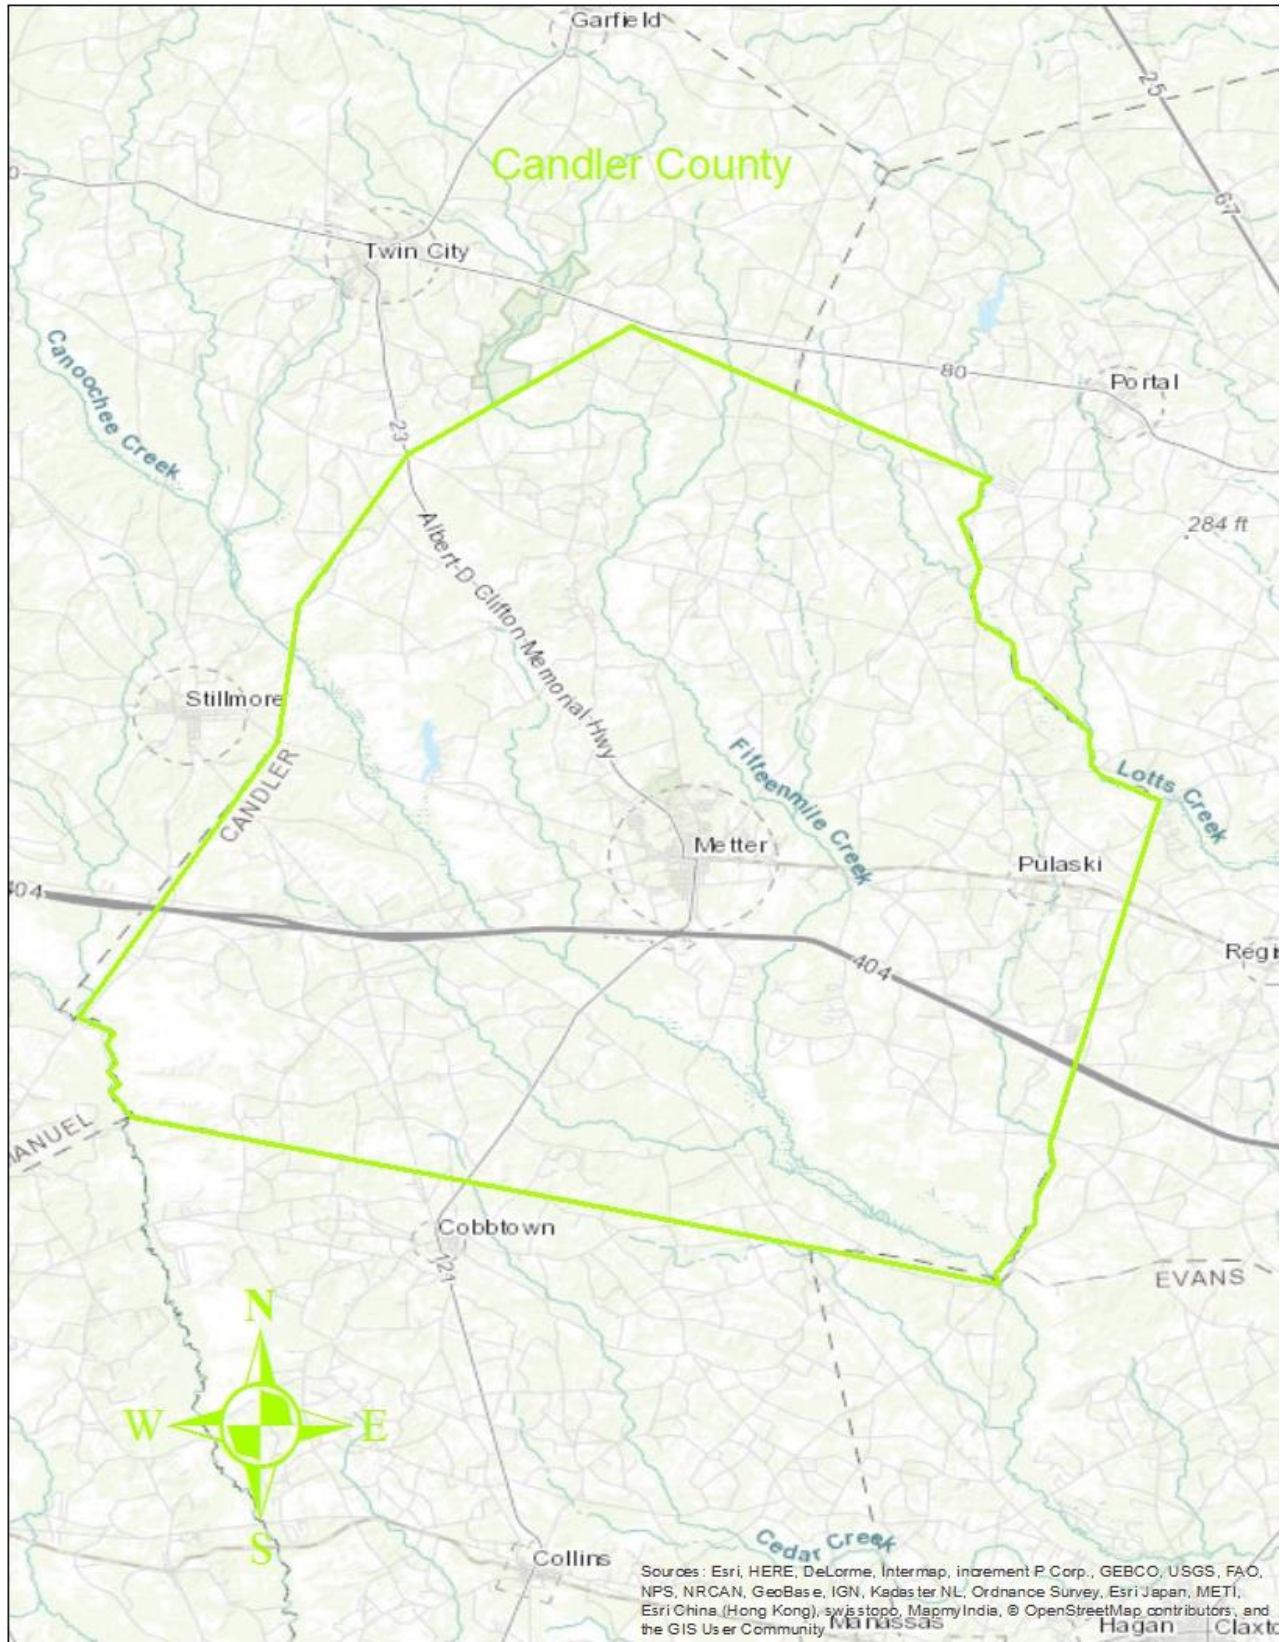 Garfield
25
Candler County
67
Twin City
Canoochee Creek
80
Portal
23
Albert-D-Clifton-Memorial-Hwy
284 ft
Stillmore
CANDLER
Fifteenmile Creek
Lotts Creek
Metter
Pulaski
404
404
Regis
MANUEL
Cobbtown
121
EVANS
N
W
E
S
Cedar Creek
Collins
Sources: Esri, HERE, DeLorme, Intermap, increment P Corp., GEBCO, USGS, FAO,
NPS, NRCAN, GeoBase, IGN, Kadaster NL, Ordnance Survey, Esri Japan, METI,
Esri China (Hong Kong), swisstopo, MapmyIndia, © OpenStreetMap contributors, and
the GIS User Community
Manassas
Hagan
Claxto